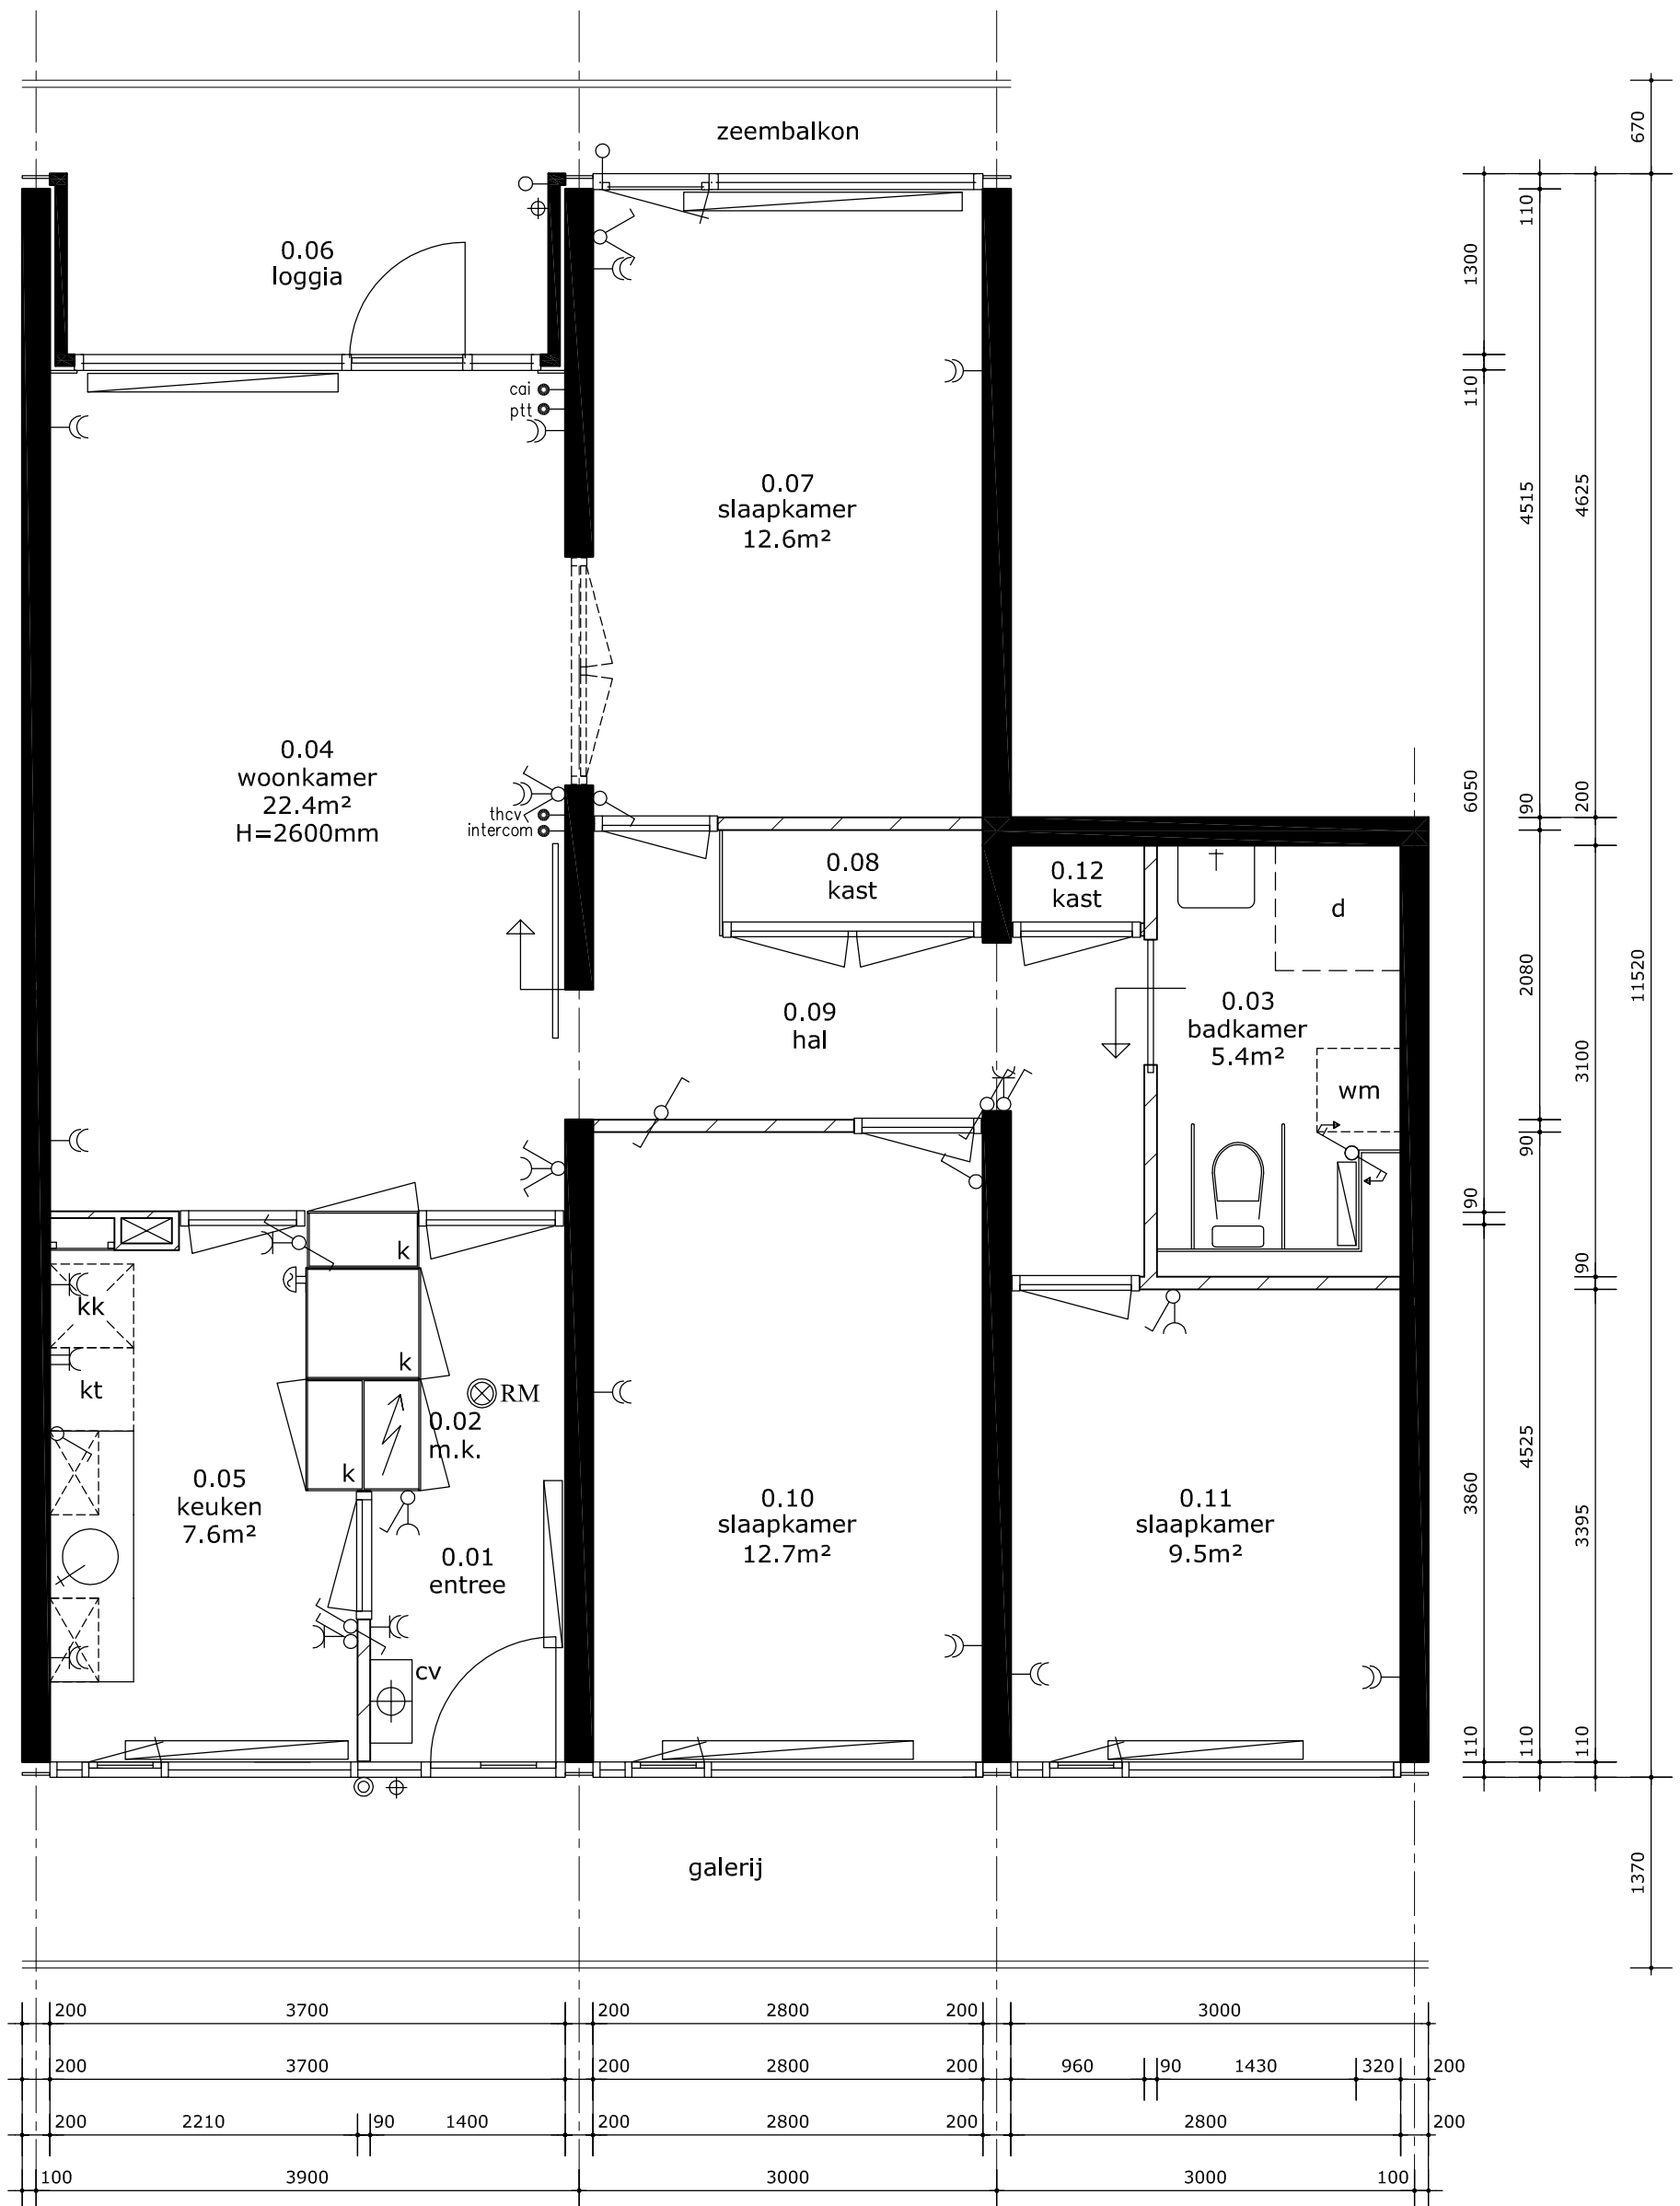 zeembalkon
0.06
loggia
cai
ptt
0.07
slaapkamer
12.6m²
0.04
woonkamer
22.4m²
H=2600mm
thcv
intercom
0.08
kast
0.12
kast
d
0.09
hal
0.03
badkamer
5.4m²
wm
k
kk
k
kt
RM
0.02
m.k.
k
0.05
keuken
7.6m²
0.01
entree
cv
0.10
slaapkamer
12.7m²
0.11
slaapkamer
9.5m²
galerij
1300
110
6050
90
3860
110
110
4515
90
2080
90
4525
110
4625
200
3100
90
3395
110
670
11520
1370
200 3700 200 2800 200 3000
200 3700 200 2800 200 960 90 1430 320 200
200 2210 90 1400 200 2800 200 2800 200
100 3900 3000 3000 100